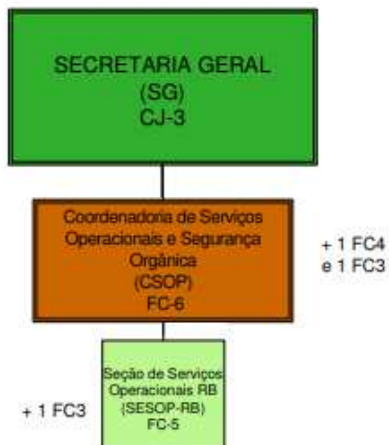 SECRETARIA GERAL
(SG)
CJ-3
Coordenadoria de Serviços
Operacionais e Segurança
Orgânica
(CSOP)
FC-6
+ 1 FC4
e 1 FC3
Seção de Serviços
Operacionais RB
(SESOP-RB)
FC-5
+ 1 FC3